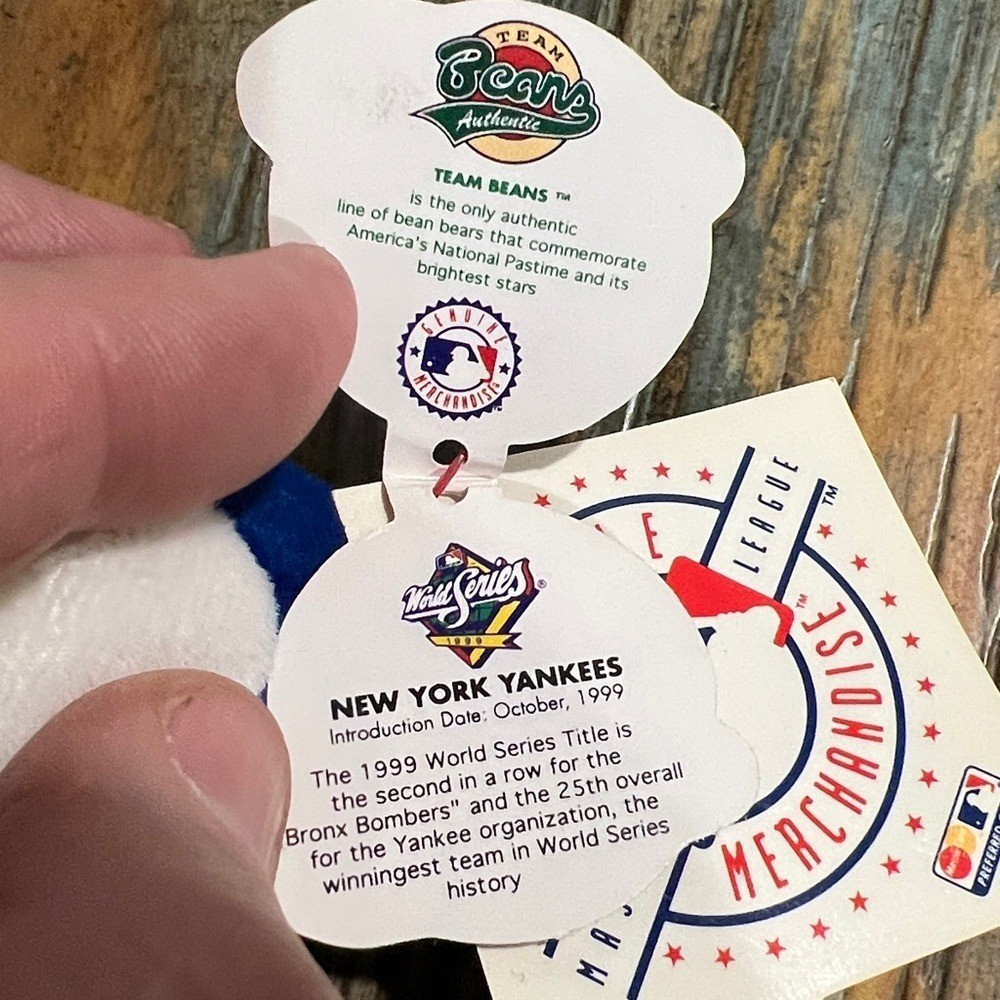 TEAM
Beans
Authentic
TEAM BEANS ™
is the only authentic
line of bean bears that commemorate
America's National Pastime and its
brightest stars
GENUINE
MERCHANDISE
World Series ®
1999
NEW YORK YANKEES
Introduction Date: October, 1999
The 1999 World Series Title is
the second in a row for the
Bronx Bombers" and the 25th overall
for the Yankee organization, the
winningest team in World Series
history
LEAGUE ™
MERCHANDISE ™
PREFERRED